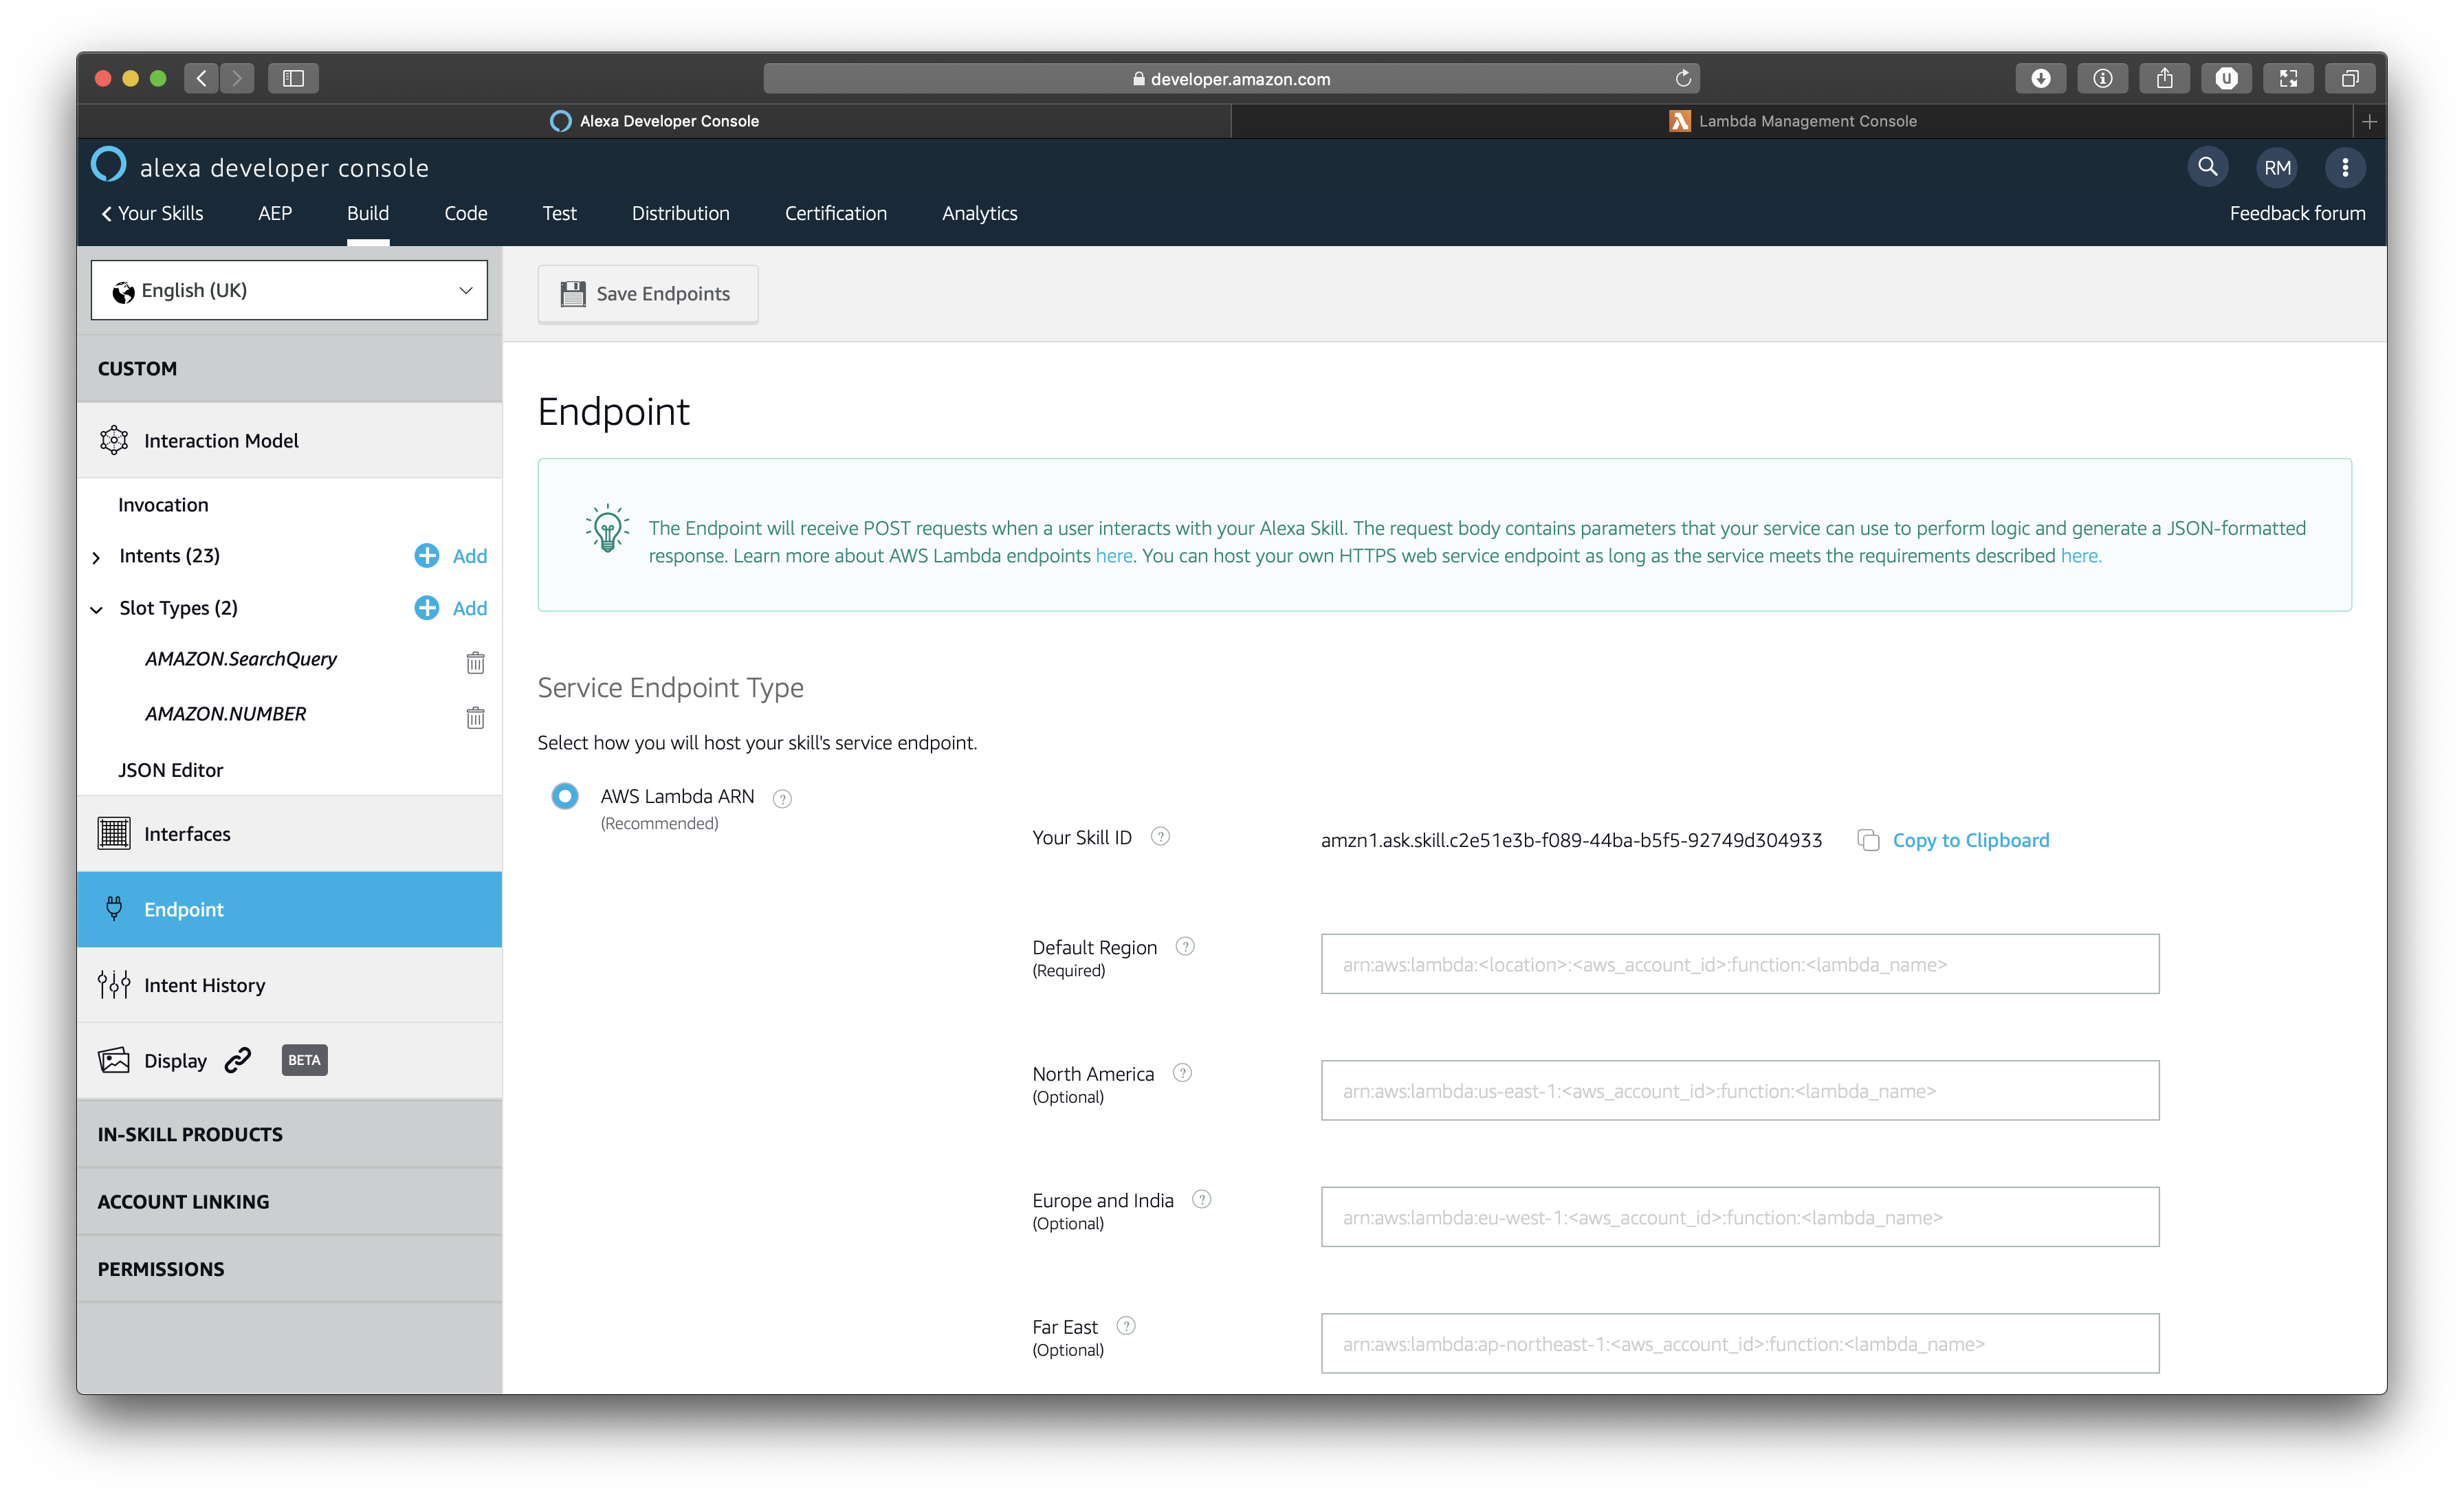 developer.amazon.com
Alexa Developer Console
Lambda Management Console
alexa developer console
RM
Your Skills
AEP
Build
Code
Test
Distribution
Certification
Analytics
Feedback forum
English (UK)
Save Endpoints
CUSTOM
Interaction Model
Invocation
Intents (23)
Add
Slot Types (2)
Add
AMAZON.SearchQuery
AMAZON.NUMBER
JSON Editor
Interfaces
Endpoint
Intent History
Display
BETA
IN-SKILL PRODUCTS
ACCOUNT LINKING
PERMISSIONS
Endpoint
The Endpoint will receive POST requests when a user interacts with your Alexa Skill. The request body contains parameters that your service can use to perform logic and generate a JSON-formatted
response. Learn more about AWS Lambda endpoints here. You can host your own HTTPS web service endpoint as long as the service meets the requirements described here.
Service Endpoint Type
Select how you will host your skill's service endpoint.
AWS Lambda ARN ?
(Recommended)
Your Skill ID ?
amzn1.ask.skill.c2e51e3b-f089-44ba-b5f5-92749d304933
Copy to Clipboard
Default Region ?
(Required)
arn:aws:lambda:<location>:<aws_account_id>:function:<lambda_name>
North America ?
(Optional)
arn:aws:lambda:us-east-1:<aws_account_id>:function:<lambda_name>
Europe and India ?
(Optional)
arn:aws:lambda:eu-west-1:<aws_account_id>:function:<lambda_name>
Far East ?
(Optional)
arn:aws:lambda:ap-northeast-1:<aws_account_id>:function:<lambda_name>